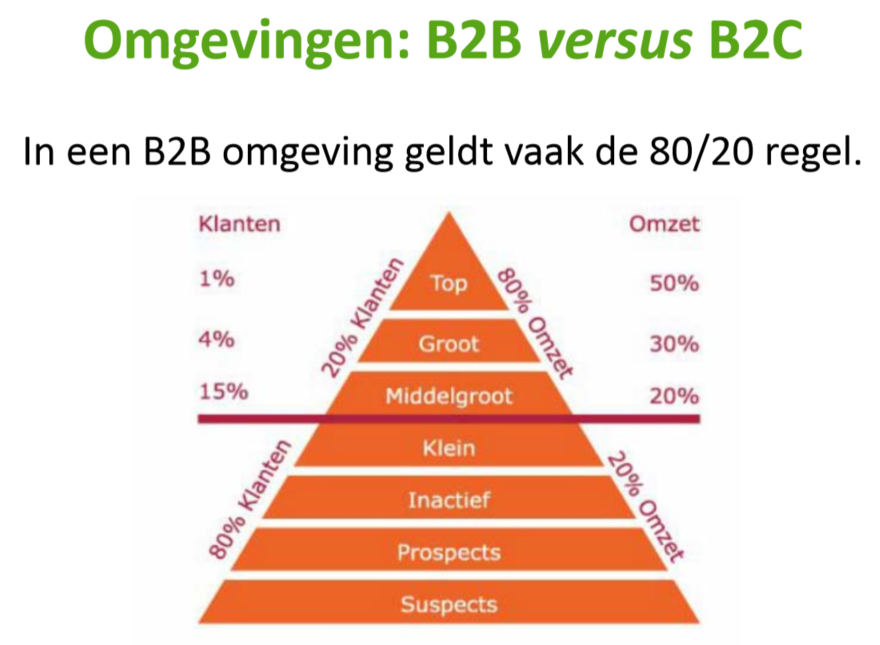 Omgevingen: B2B versus B2C
In een B2B omgeving geldt vaak de 80/20 regel.
Klanten
Omzet
1%
Top
50%
20% Klanten
80% Omzet
4%
Groot
30%
15%
Middelgroot
20%
Klein
80% Klanten
20% Omzet
Inactief
Prospects
Suspects